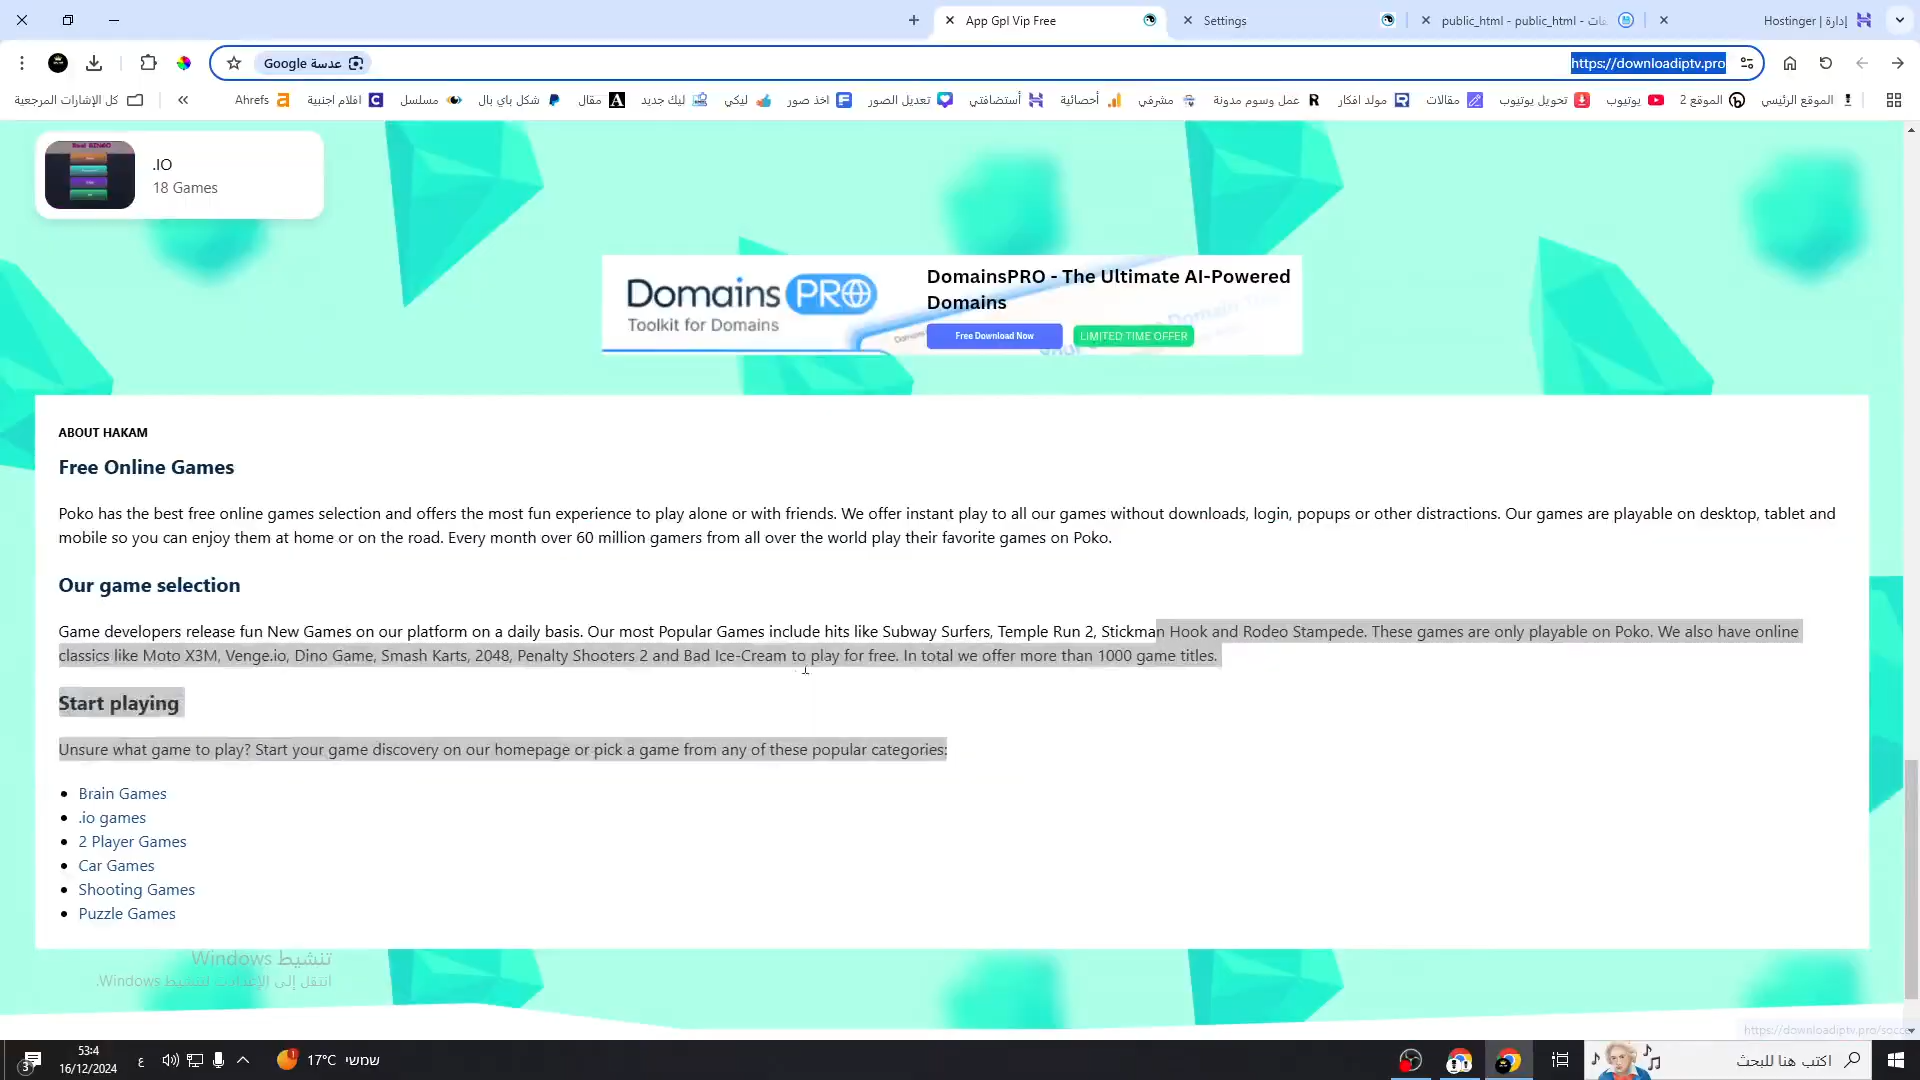 App Gpl Vip Free
Settings
public_html - public_html - ملفات
Hostinger | إدارة
عدسة Google
https://downloadiptv.pro
كل الإشارات المرجعية
»
Ahrefs
افلام اجنبية
مسلسل
شكل باي بال
مقال
ليك جديد
ليكي
اخذ صور
تعديل الصور
أستضافتي
أحصائية
مشرفي
عمل وسوم مدونة
مولد افكار
مقالات
تحويل يوتيوب
يوتيوب
الموقع 2
الموقع الرئيسي
.IO
18 Games
Domains PRO
Toolkit for Domains
DomainsPRO - The Ultimate AI-Powered
Domains
Free Download Now
LIMITED TIME OFFER
ABOUT HAKAM
Free Online Games
Poko has the best free online games selection and offers the most fun experience to play alone or with friends. We offer instant play to all our games without downloads, login, popups or other distractions. Our games are playable on desktop, tablet and
mobile so you can enjoy them at home or on the road. Every month over 60 million gamers from all over the world play their favorite games on Poko.
Our game selection
Game developers release fun New Games on our platform on a daily basis. Our most Popular Games include hits like Subway Surfers, Temple Run 2, Stickman Hook and Rodeo Stampede. These games are only playable on Poko. We also have online
classics like Moto X3M, Venge.io, Dino Game, Smash Karts, 2048, Penalty Shooters 2 and Bad Ice-Cream to play for free. In total we offer more than 1000 game titles.
Start playing
Unsure what game to play? Start your game discovery on our homepage or pick a game from any of these popular categories:
Brain Games
.io games
2 Player Games
Car Games
Shooting Games
Puzzle Games
تنشيط Windows
انتقل إلى الإعدادات لتنشيط Windows.
https://downloadiptv.pro/socce
53:4
16/12/2024
3
ع
17°C
شمسي
اكتب هنا للبحث